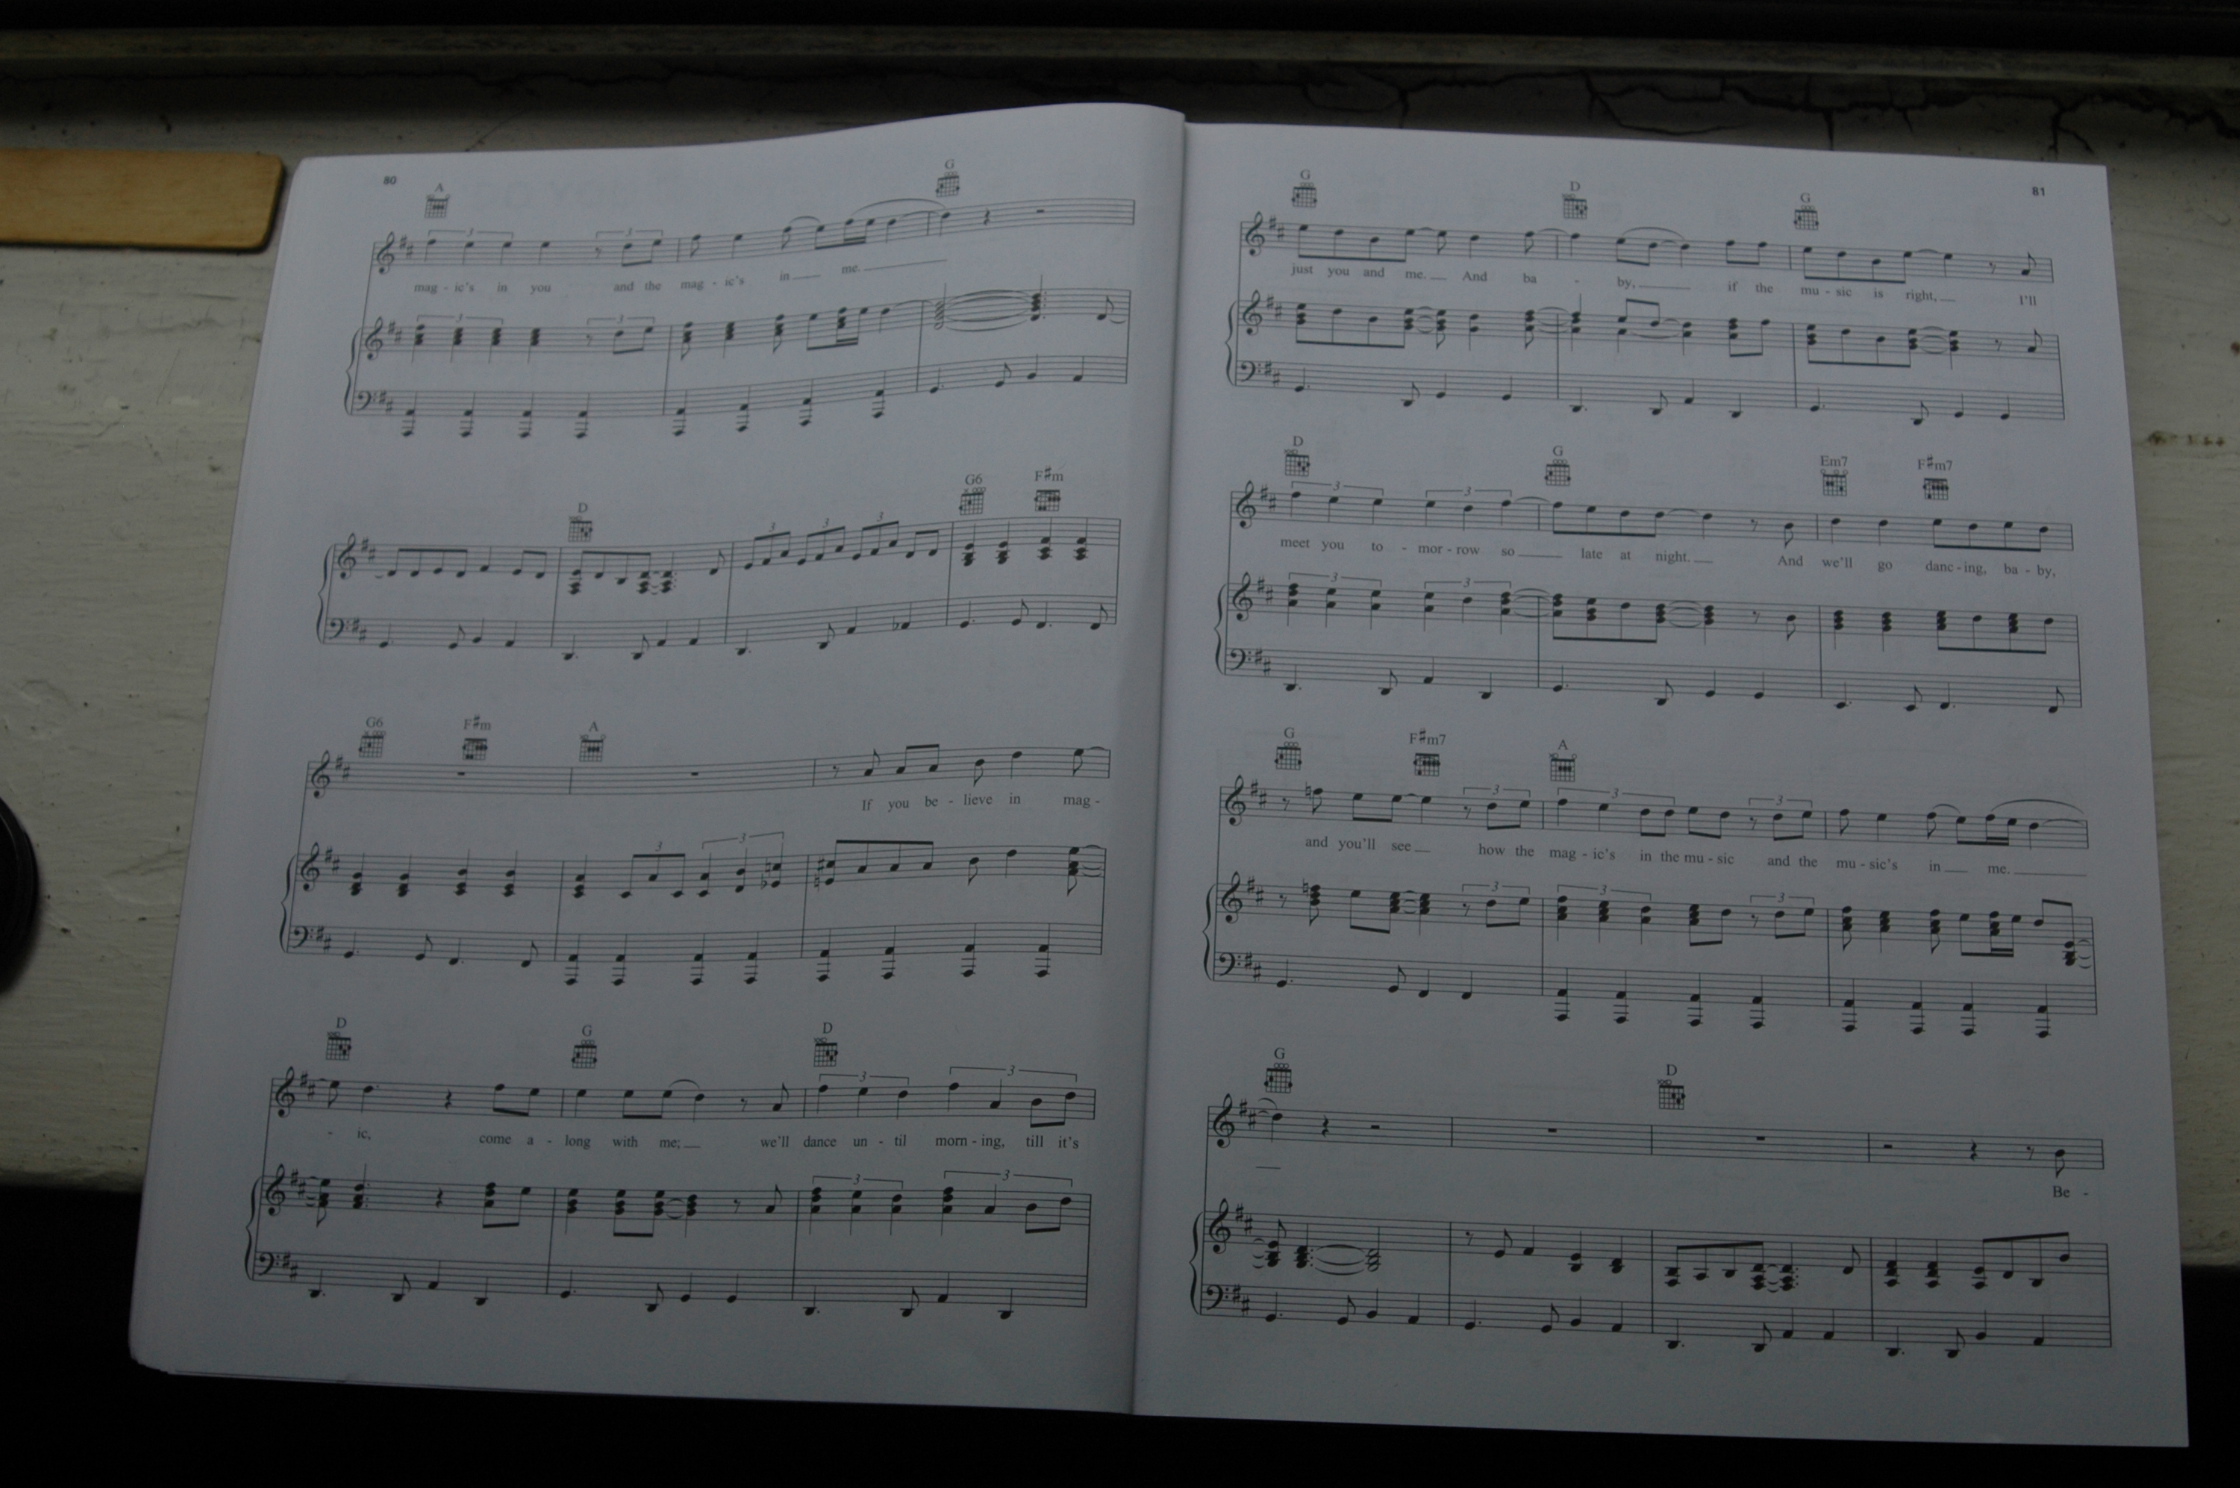 80
A G
mag - ic's in you and the mag - ic's in me.
D G6 F♯m
G6 F♯m A
If you be - lieve in mag -
D G D
- ic, come a - long with me; we'll dance un - til morn - ing, till it's
81
G D G
just you and me. And ba - by, if the mu - sic is right, I'll
D G Em7 F♯m7
meet you to - mor - row so late at night. And we'll go danc - ing, ba - by,
G F♯m7 A
and you'll see how the mag - ic's in the mu - sic and the mu - sic's in me.
G D
Be -